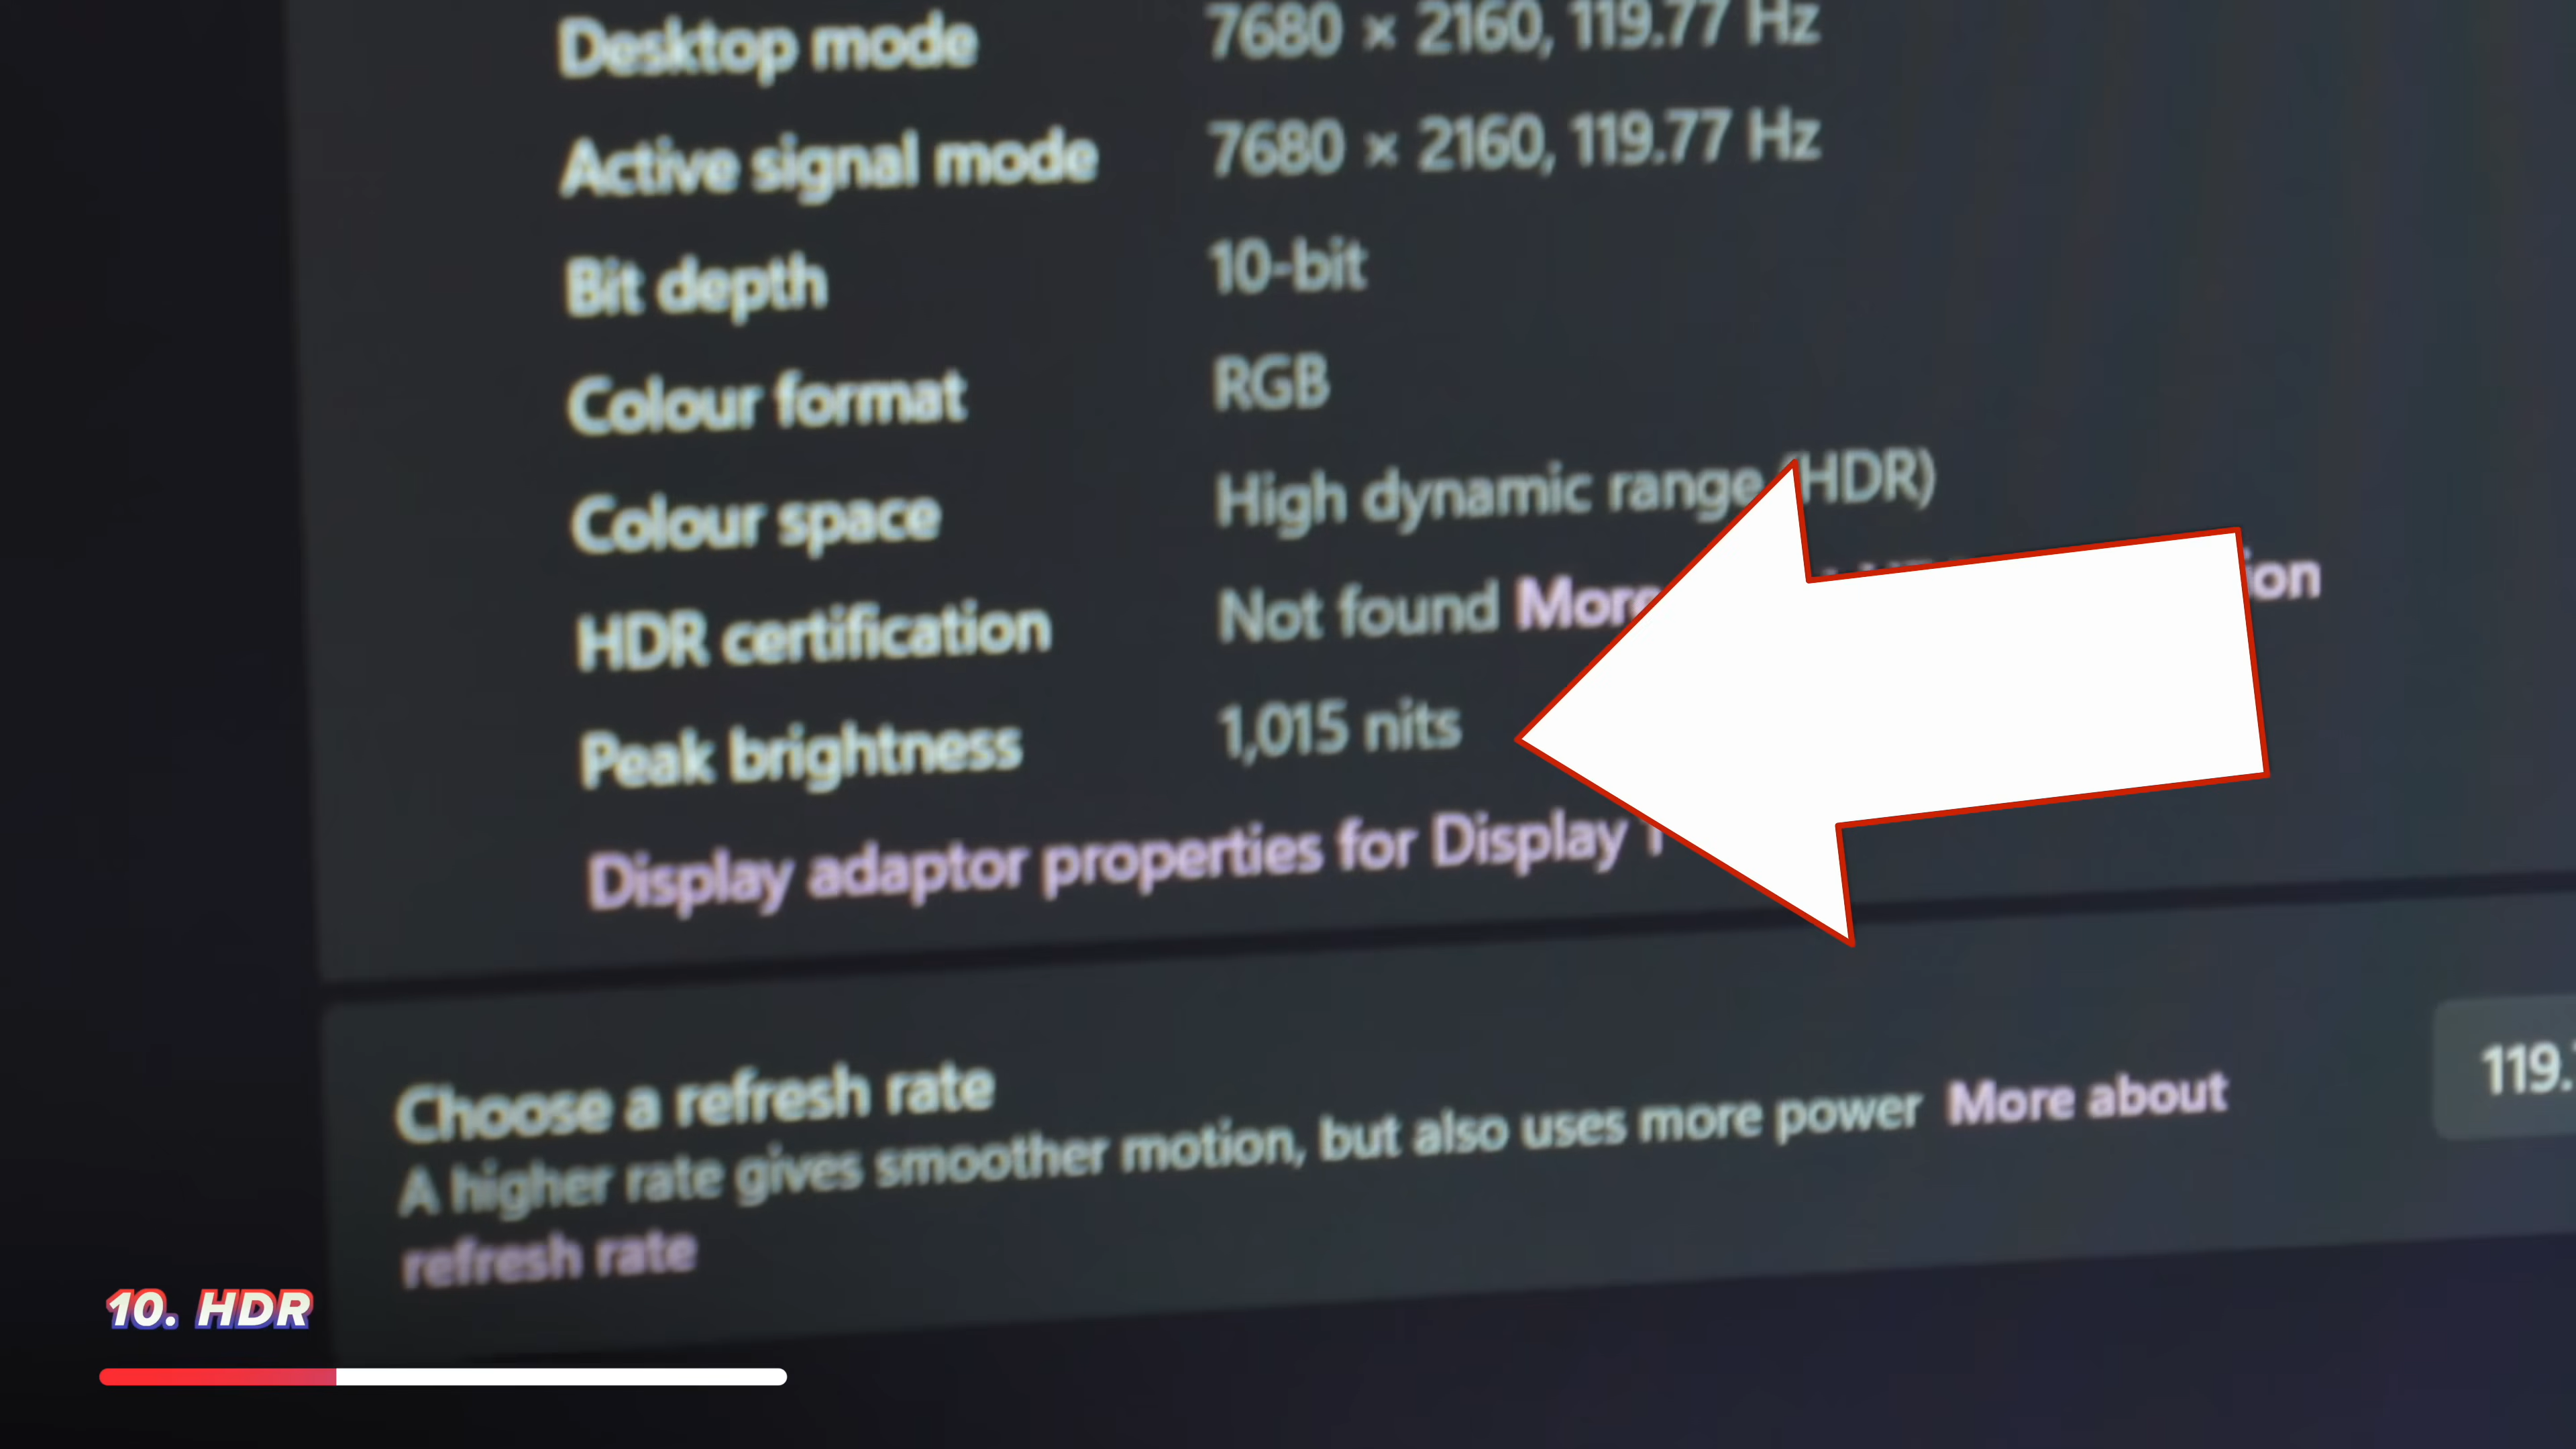 Desktop mode 7680 × 2160, 119.77 Hz
Active signal mode 7680 × 2160, 119.77 Hz
Bit depth 10-bit
Colour format RGB
Colour space High dynamic range (HDR)
HDR certification Not found More
Peak brightness 1,015 nits
Display adaptor properties for Display 1
Choose a refresh rate
A higher rate gives smoother motion, but also uses more power More about
refresh rate
119.
10. HDR